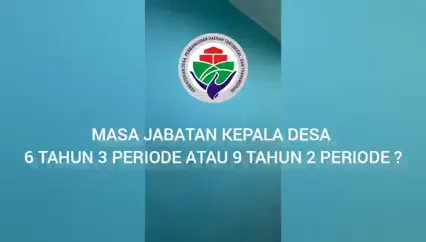 MASA JABATAN KEPALA DESA
6 TAHUN 3 PERIODE ATAU 9 TAHUN 2 PERIODE ?